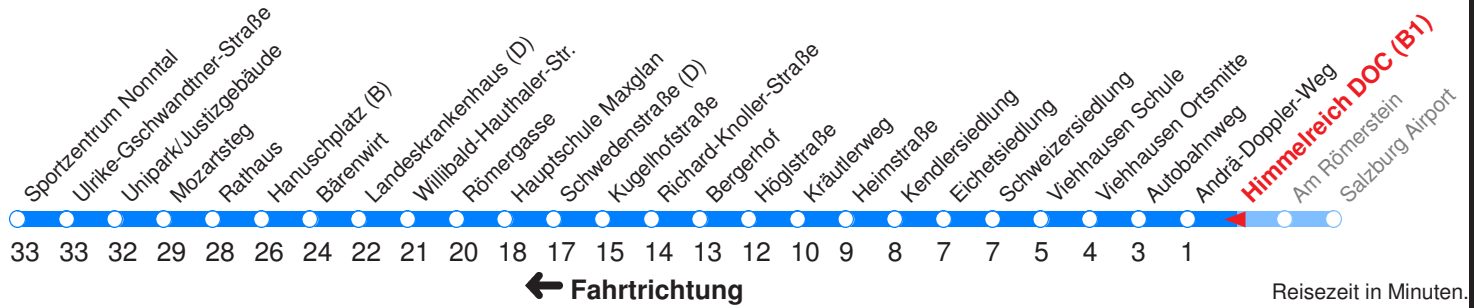 Sportzentrum Nonntal
Ulrike-Gschwandtner-Straße
Unipark/Justizgebäude
Mozartsteg
Rathaus
Hanuschplatz (B)
Bärenwirt
Landeskrankenhaus (D)
Willibald-Hauthaler-Str.
Römergasse
Hauptschule Maxglan
Schwedenstraße (D)
Kugelhofstraße
Richard-Knoller-Straße
Bergerhof
Höglstraße
Kräutlerweg
Heimstraße
Kendlersiedlung
Eichetsiedlung
Schweizersiedlung
Viehhausen Schule
Viehhausen Ortsmitte
Autobahnweg
Andrä-Doppler-Weg
Himmelreich DOC (B1)
Am Römerstein
Salzburg Airport
33 33 32 29 28 26 24 22 21 20 18 17 15 14 13 12 10 9 8 7 7 5 4 3 1
Fahrtrichtung
Reisezeit in Minuten.